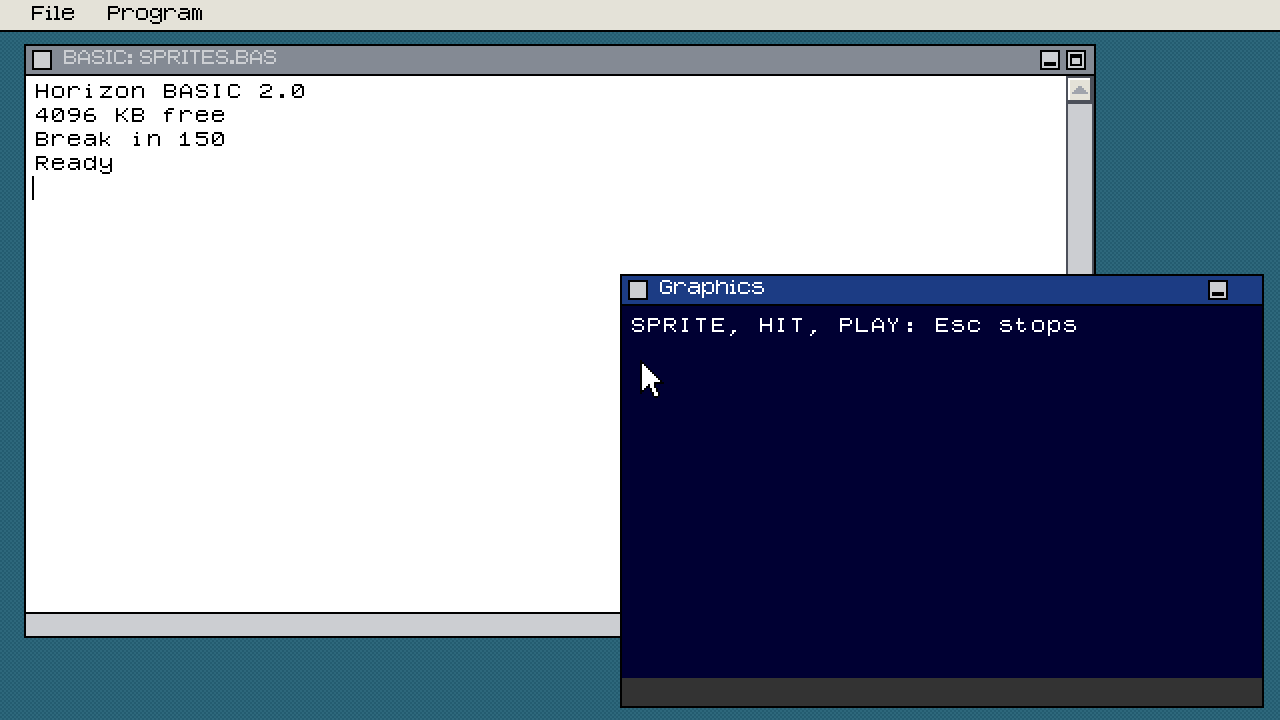 File Program
BASIC: SPRITES.BAS
Horizon BASIC 2.0
4096 KB free
Break in 150
Ready
Graphics
SPRITE, HIT, PLAY: Esc stops